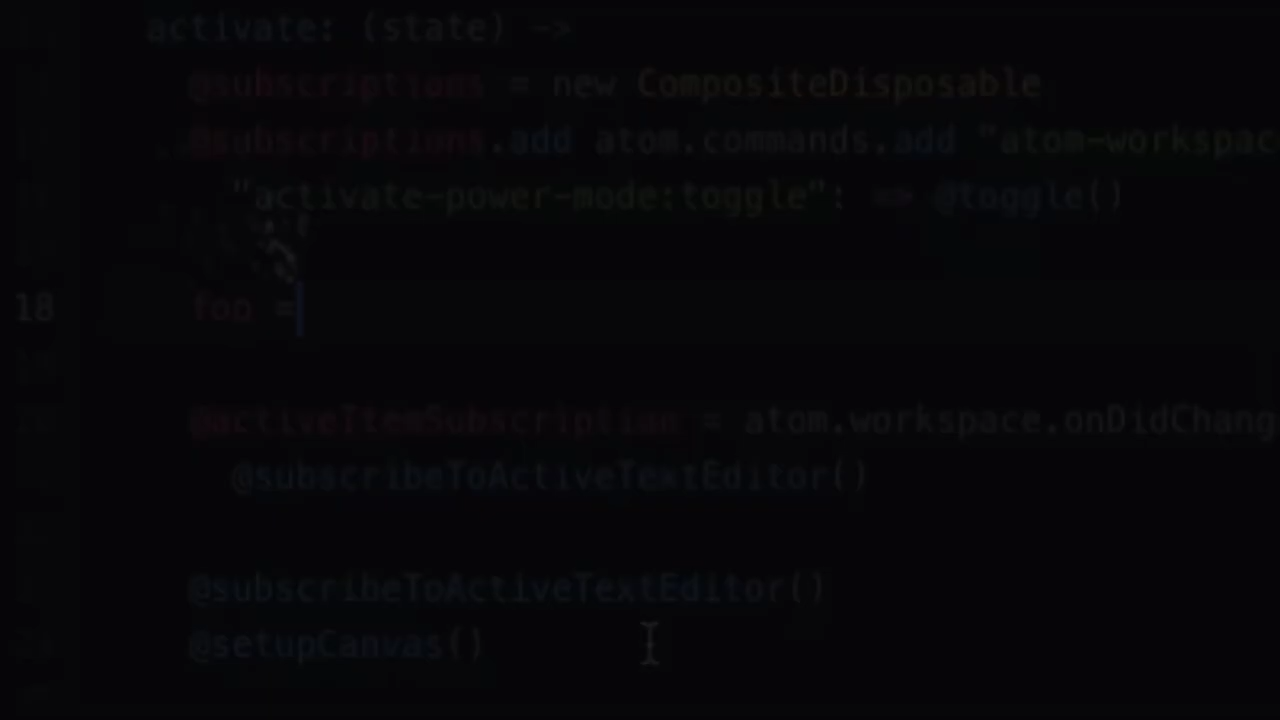 activate: (state) ->
@subscriptions = new CompositeDisposable
@subscriptions.add atom.commands.add "atom-workspac
"activate-power-mode:toggle": => @toggle()
18 foo =
@activeItemSubscription = atom.workspace.onDidChang
@subscribeToActiveTextEditor()
@subscribeToActiveTextEditor()
@setupCanvas()